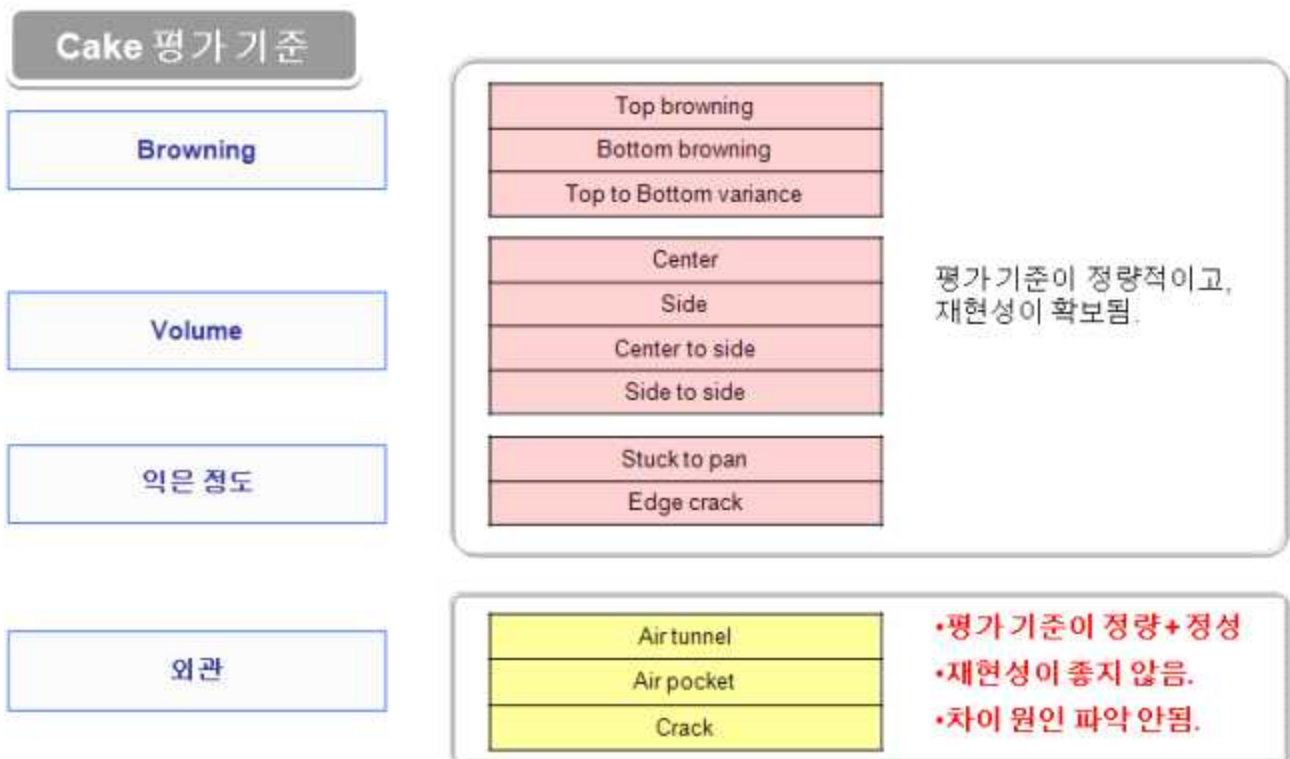 Cake 평가 기준
Browning
Top browning
Bottom browning
Top to Bottom variance
Volume
Center
Side
Center to side
Side to side
평가 기준이 정량적이고,
재현성이 확보됨.
익은 정도
Stuck to pan
Edge crack
외관
Air tunnel
Air pocket
Crack
•평가 기준이 정량+정성
•재현성이 좋지 않음.
•차이 원인 파악 안됨.